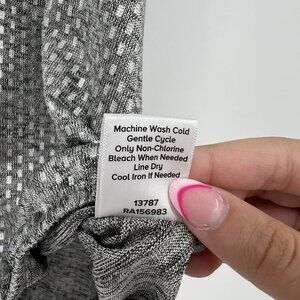 Machine Wash Cold
Gentle Cycle
Only Non-Chlorine
Bleach When Needed
Line Dry
Cool Iron If Needed
13787
RA156983